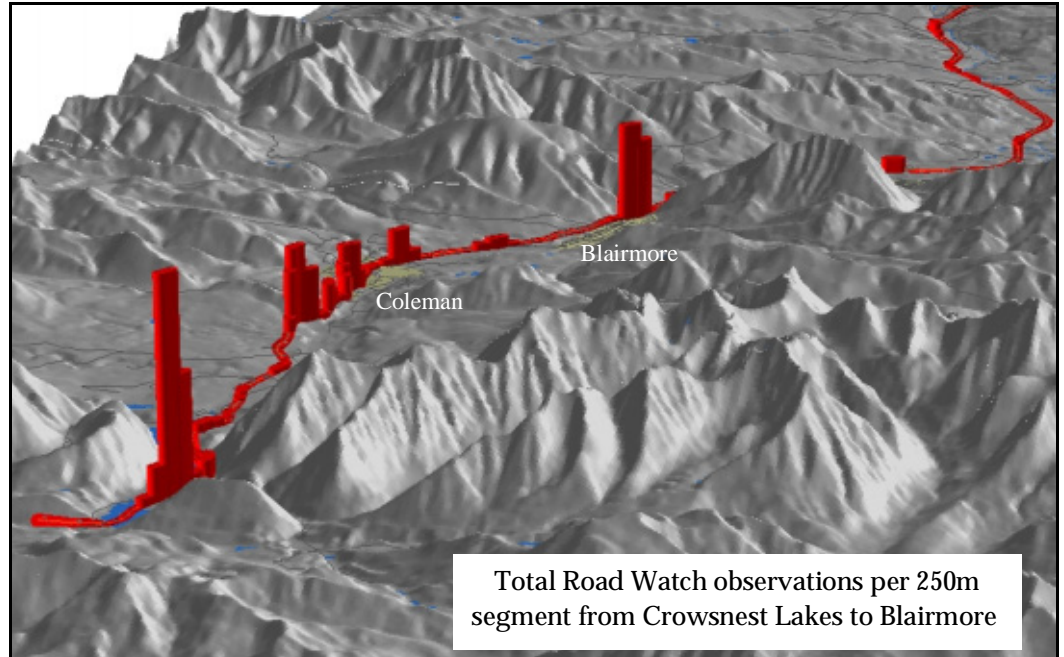 Blairmore
Coleman
Total Road Watch observations per 250m
segment from Crowsnest Lakes to Blairmore